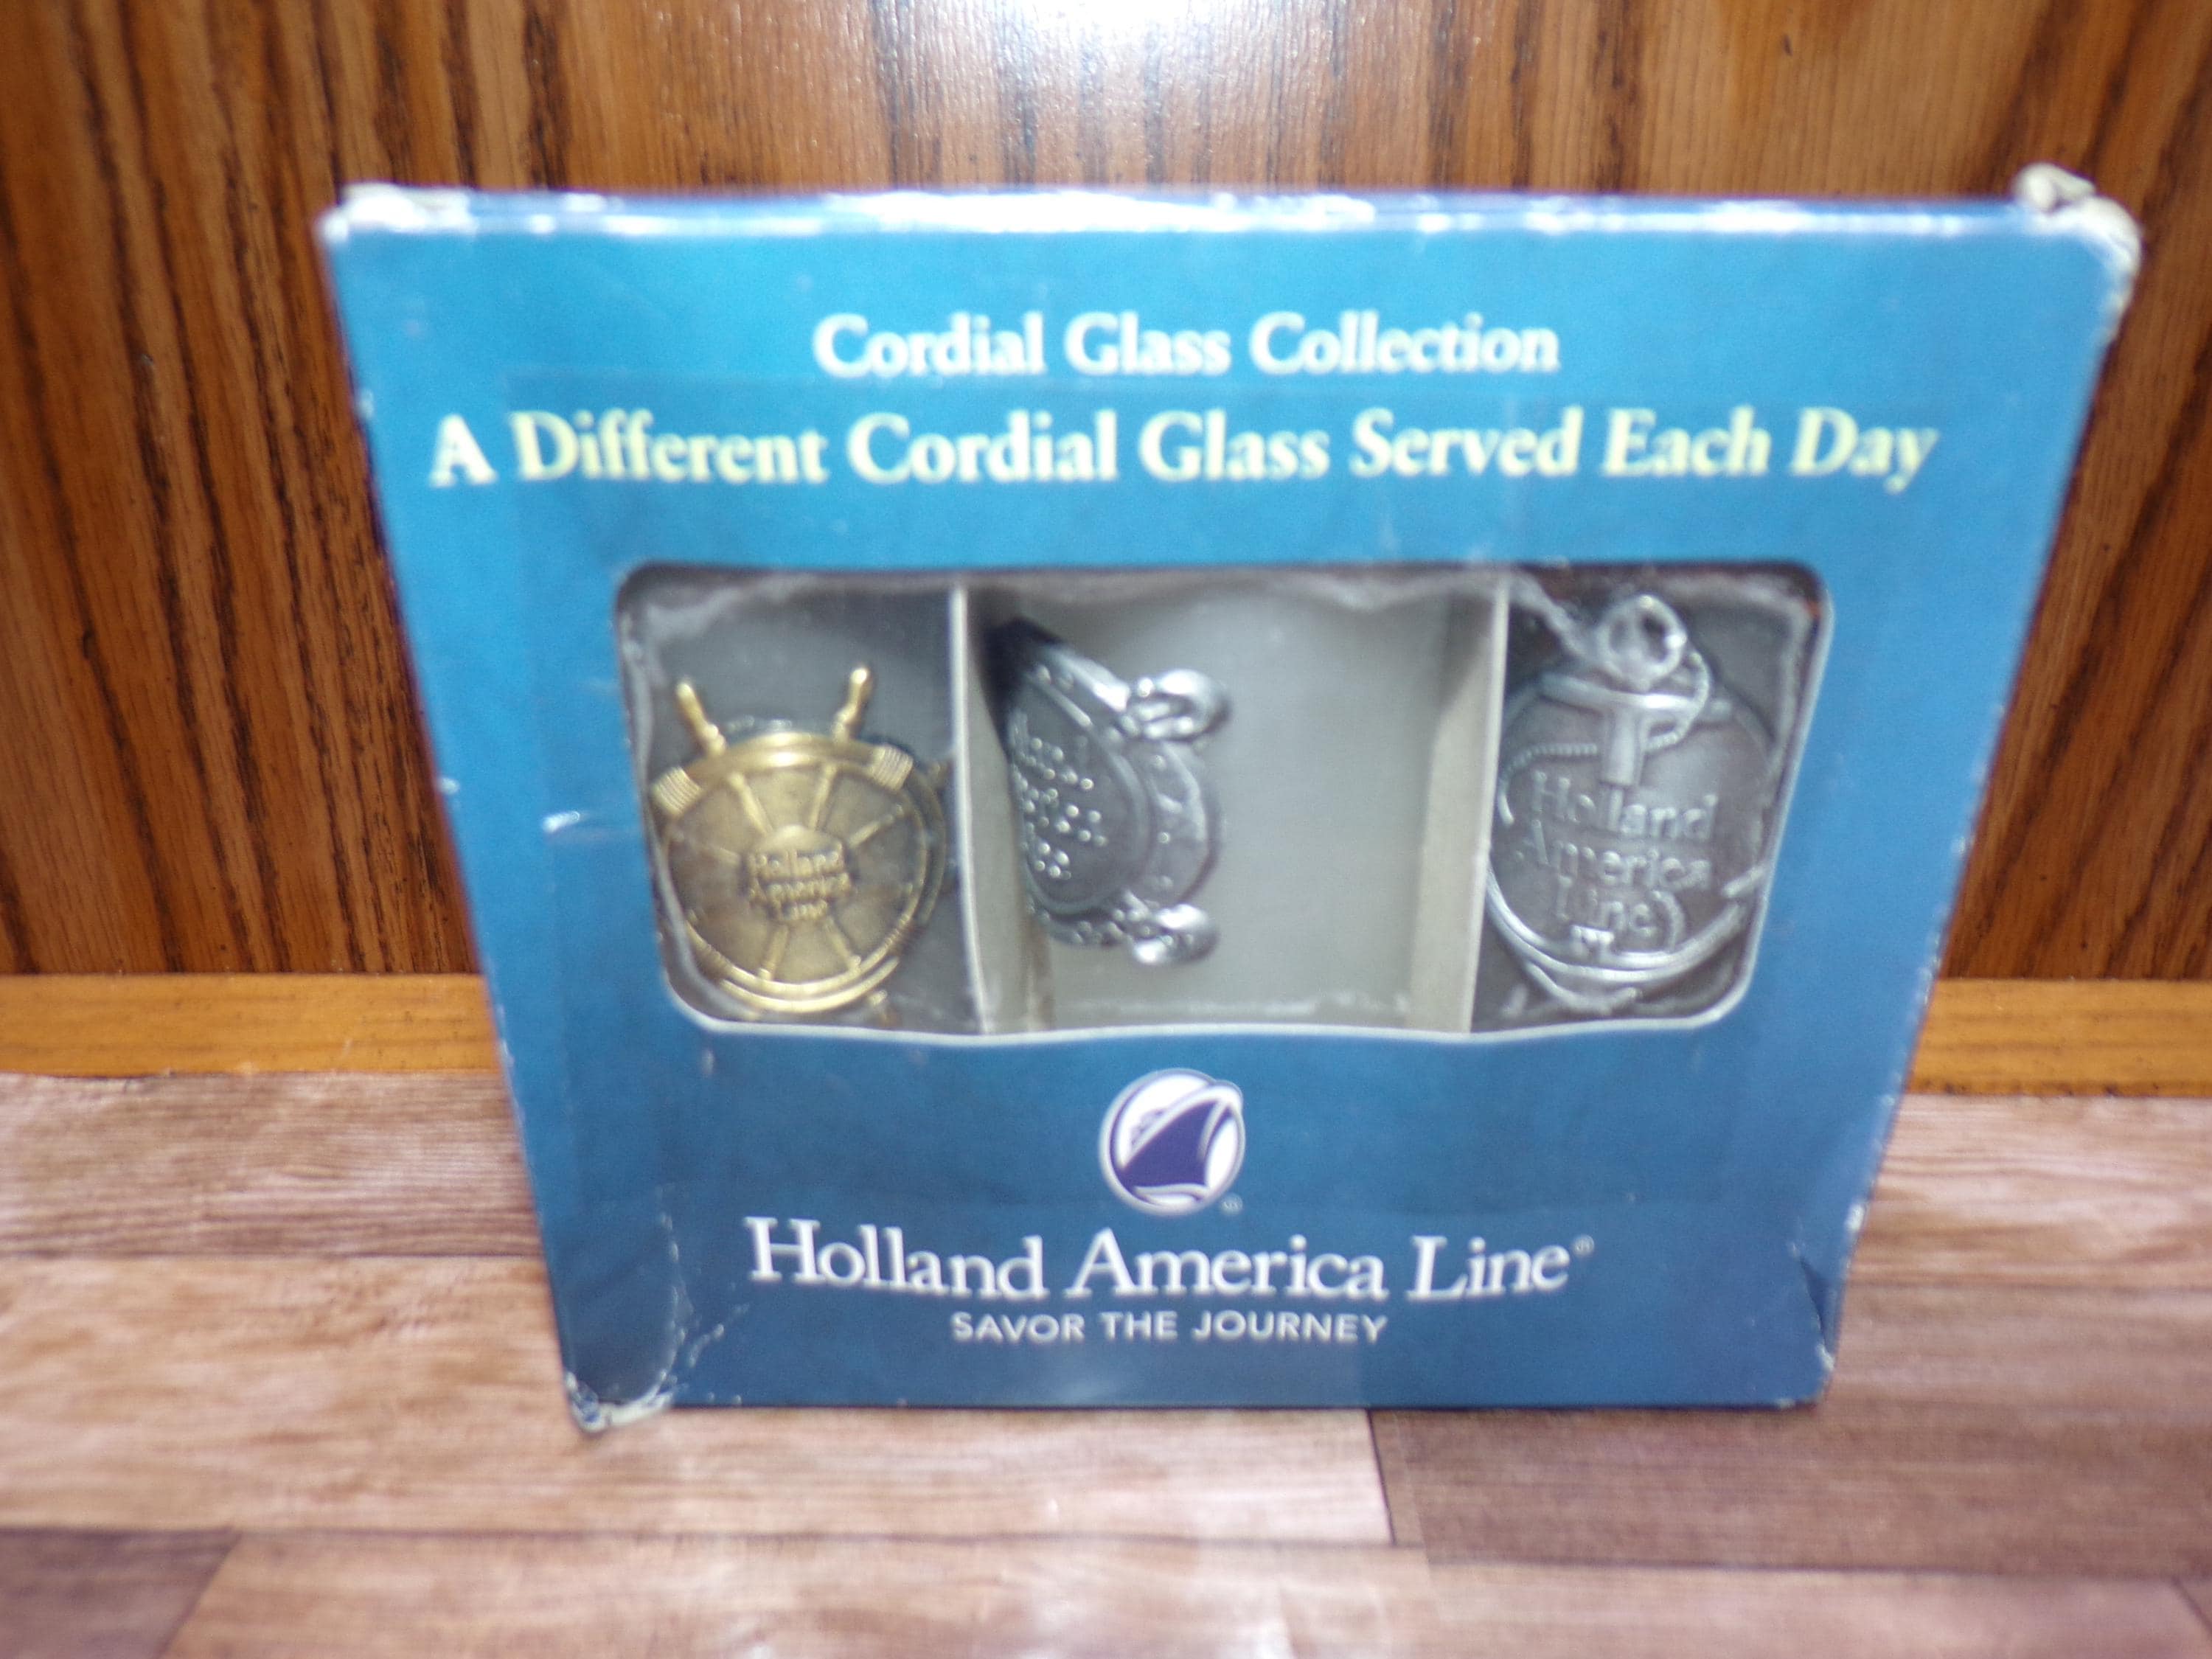 Cordial Glass Collection
A Different Cordial Glass Served Each Day
Holland
America
Line
Holland
America
Line
Holland America Line®
SAVOR THE JOURNEY